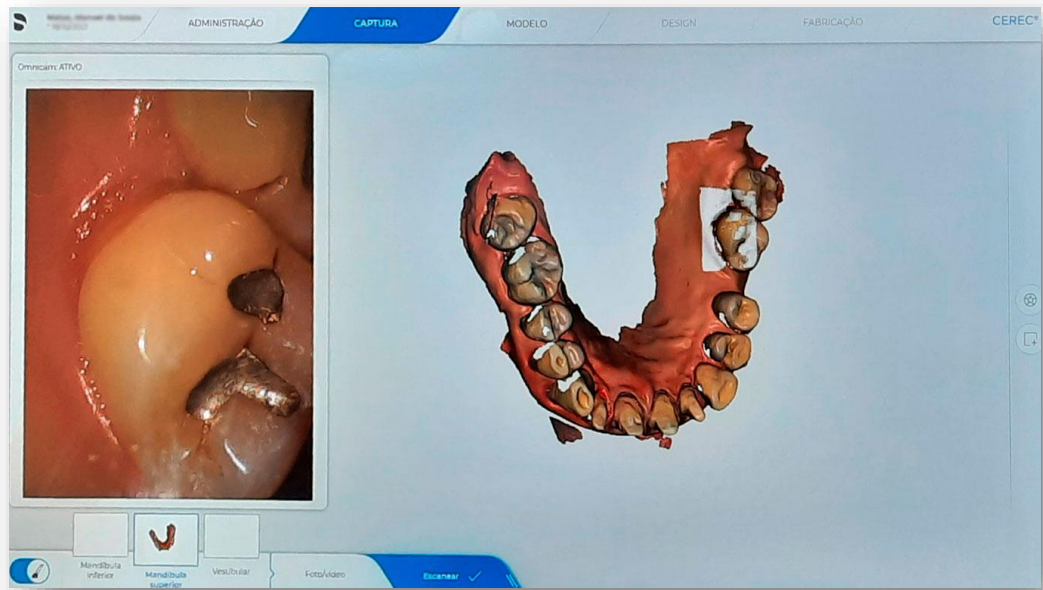 ADMINISTRAÇÃO
CAPTURA
MODELO
DESIGN
FABRICAÇÃO
CEREC®
Omnicam: ATIVO
Mandíbula
inferior
Mandíbula
superior
Vestibular
Foto/vídeo
Escanear